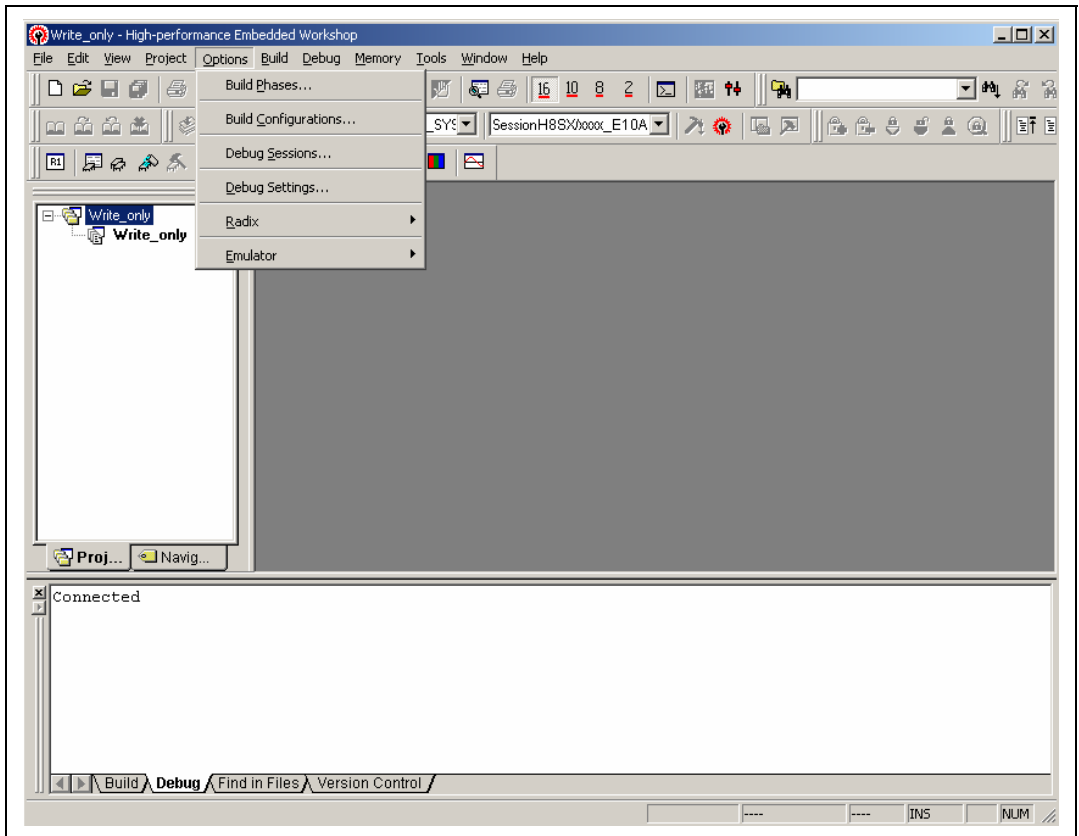 Write_only - High-performance Embedded Workshop
File Edit View Project Options Build Debug Memory Tools Window Help
Build Phases...
16 10 8 2
Build Configurations...
_SYS
SessionH8SX/xxxx_E10A
Debug Sessions...
R1
Debug Settings...
Write_only
Radix
Write_only
Emulator
Proj... Navig...
Connected
Build Debug Find in Files Version Control
---- ---- INS NUM